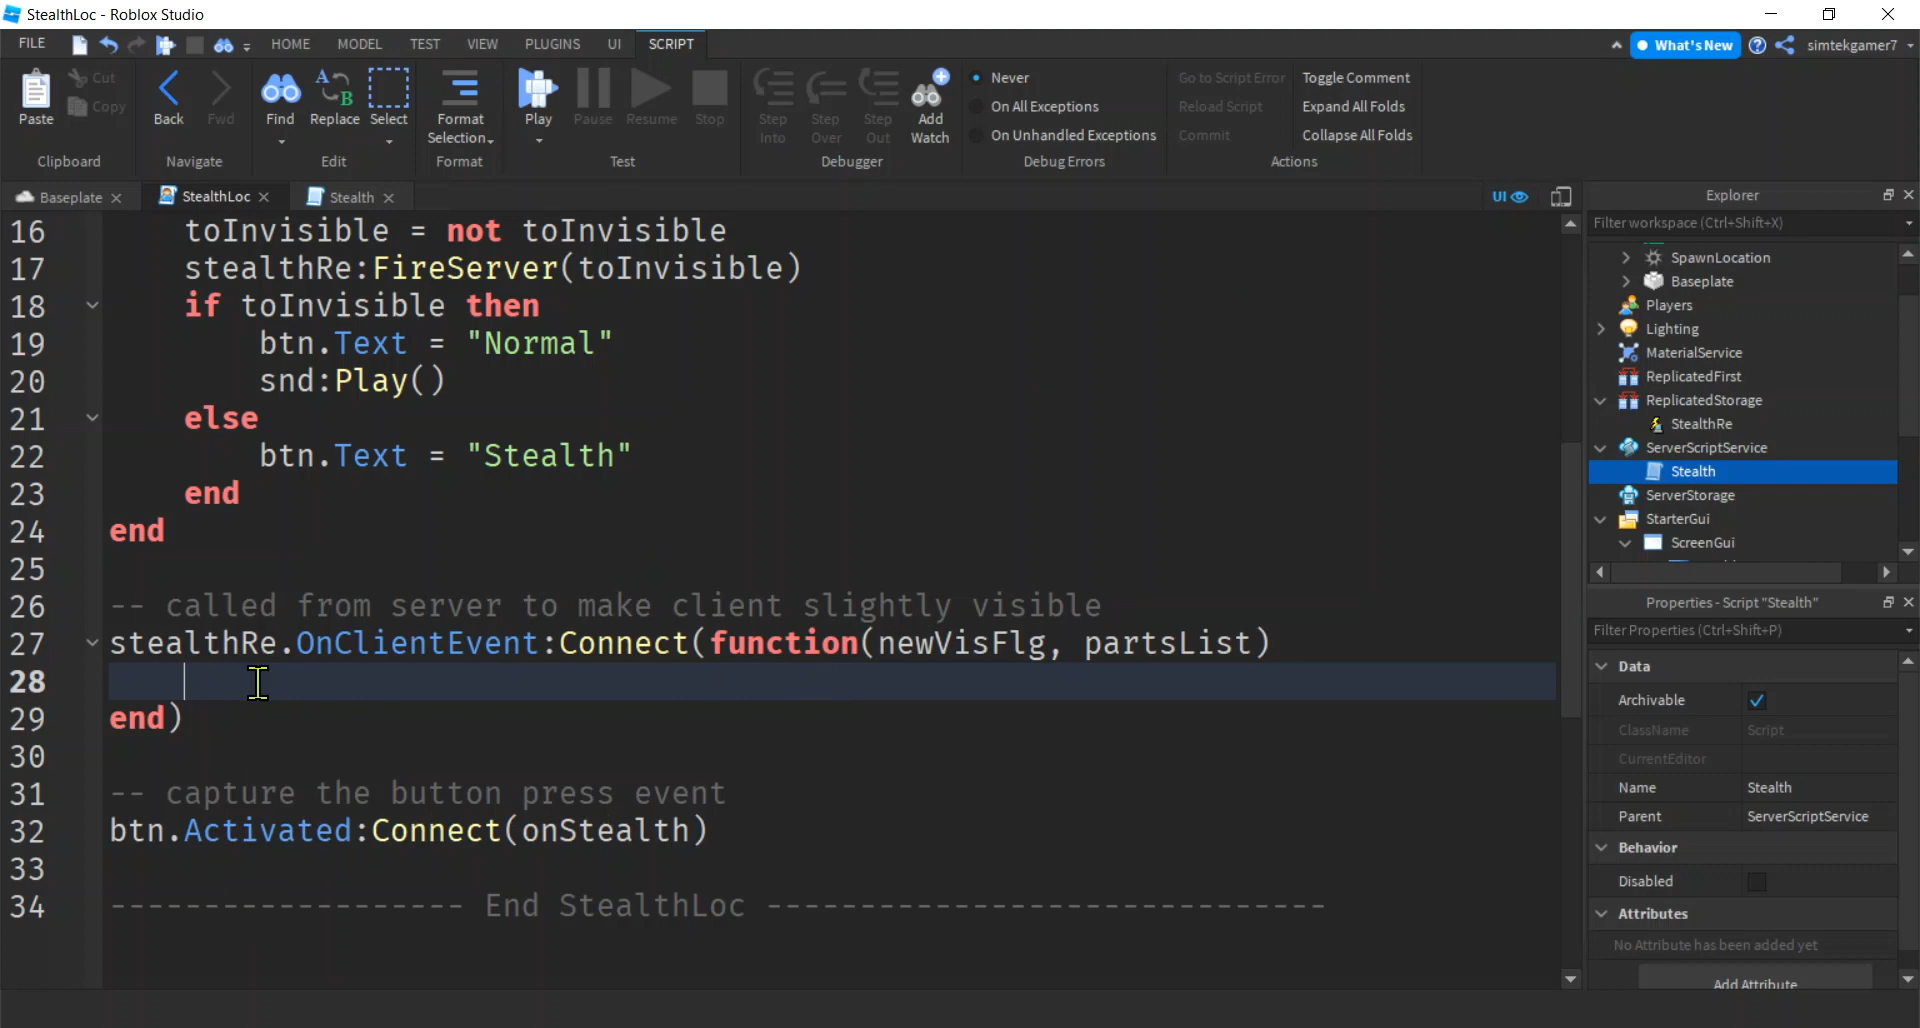 StealthLoc - Roblox Studio
FILE HOME MODEL TEST VIEW PLUGINS UI SCRIPT What's New simtekgamer7
Paste Cut Copy Back Fwd Find Replace Select Format Selection Play Pause Resume Stop Step Into Step Over Step Out Add Watch
Never Go to Script Error Toggle Comment
On All Exceptions Reload Script Expand All Folds
On Unhandled Exceptions Commit Collapse All Folds
Clipboard Navigate Edit Format Test Debugger Debug Errors Actions
Baseplate StealthLoc Stealth UI
16 toInvisible = not toInvisible
17 stealthRe:FireServer(toInvisible)
18 if toInvisible then
19 btn.Text = "Normal"
20 snd:Play()
21 else
22 btn.Text = "Stealth"
23 end
24 end
25
26 -- called from server to make client slightly visible
27 stealthRe.OnClientEvent:Connect(function(newVisFlg, partsList)
28
29 end)
30
31 -- capture the button press event
32 btn.Activated:Connect(onStealth)
33
34 ------------------- End StealthLoc ------------------------------
Explorer
Filter workspace (Ctrl+Shift+X)
SpawnLocation
Baseplate
Players
Lighting
MaterialService
ReplicatedFirst
ReplicatedStorage
StealthRe
ServerScriptService
Stealth
ServerStorage
StarterGui
ScreenGui
Properties - Script "Stealth"
Filter Properties (Ctrl+Shift+P)
Data
Archivable
ClassName Script
CurrentEditor
Name Stealth
Parent ServerScriptService
Behavior
Disabled
Attributes
No Attribute has been added yet
Add Attribute